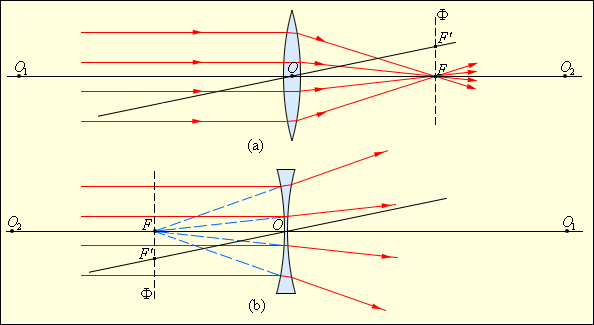 Φ
F'
O₁ O F O₂
(a)
F O O₁
O₂
F'
Φ
(b)